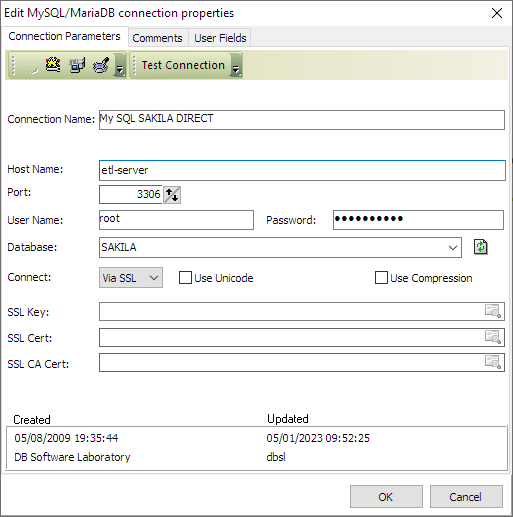 Edit MySQL/MariaDB connection properties
Connection Parameters Comments User Fields
Test Connection
Connection Name: My SQL SAKILA DIRECT
Host Name: etl-server
Port: 3306
User Name: root Password: ●●●●●●●●●●
Database: SAKILA
Connect: Via SSL Use Unicode Use Compression
SSL Key:
SSL Cert:
SSL CA Cert:
Created Updated
05/08/2009 19:35:44 05/01/2023 09:52:25
DB Software Laboratory dbsl
OK Cancel